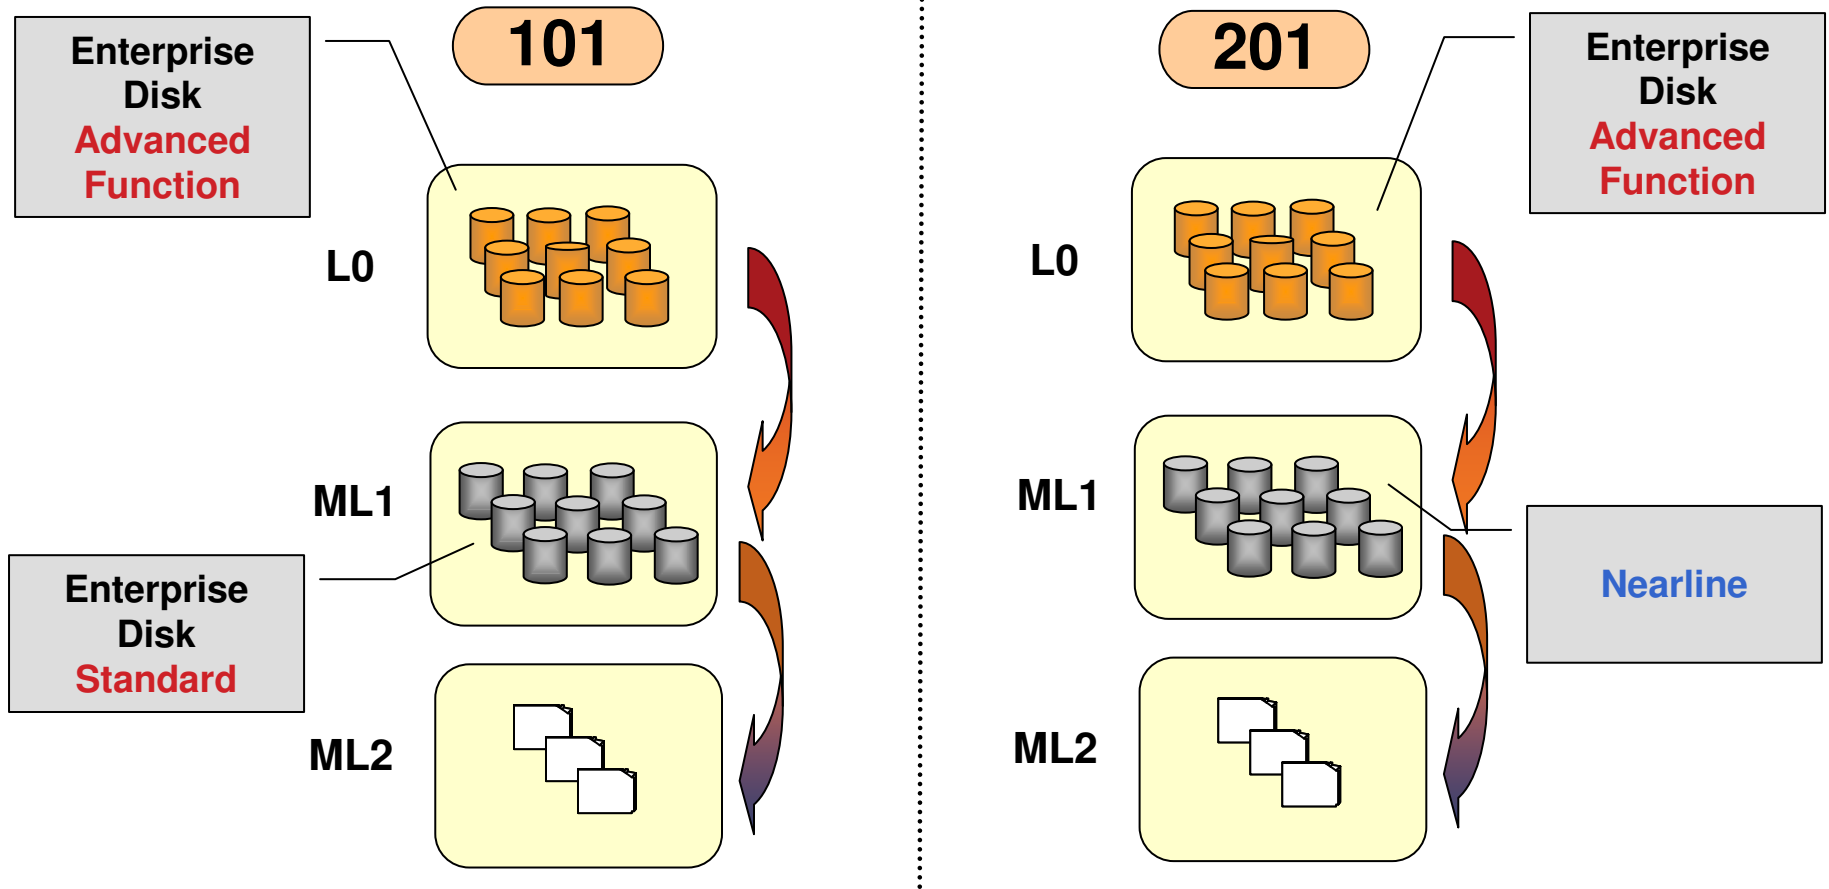 101
Enterprise
Disk
Advanced
Function
L0
ML1
Enterprise
Disk
Standard
ML2
201
Enterprise
Disk
Advanced
Function
L0
ML1
Nearline
ML2